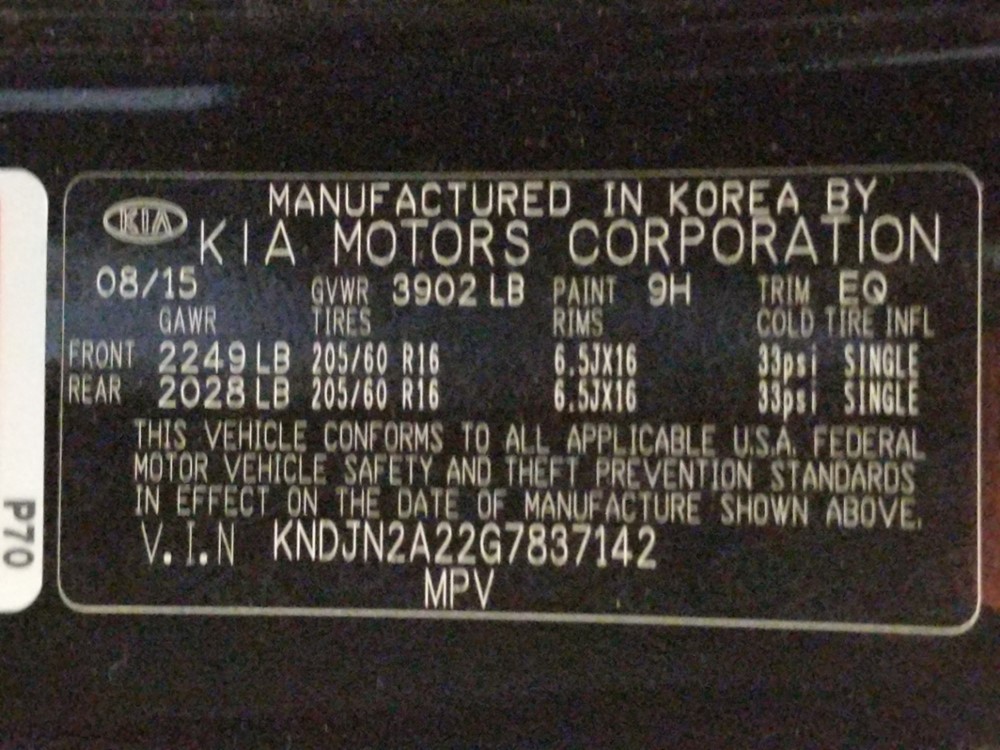 MANUFACTURED IN KOREA BY
KIA KIA MOTORS CORPORATION
08/15 GVWR 3902 LB PAINT 9H TRIM EQ
GAWR TIRES RIMS COLD TIRE INFL
FRONT 2249 LB 205/60 R16 6.5JX16 33psi SINGLE
REAR 2028 LB 205/60 R16 6.5JX16 33psi SINGLE
THIS VEHICLE CONFORMS TO ALL APPLICABLE U.S.A. FEDERAL
MOTOR VEHICLE SAFETY AND THEFT PREVENTION STANDARDS
IN EFFECT ON THE DATE OF MANUFACTURE SHOWN ABOVE.
V.I.N KNDJN2A22G7837142
MPV
P70